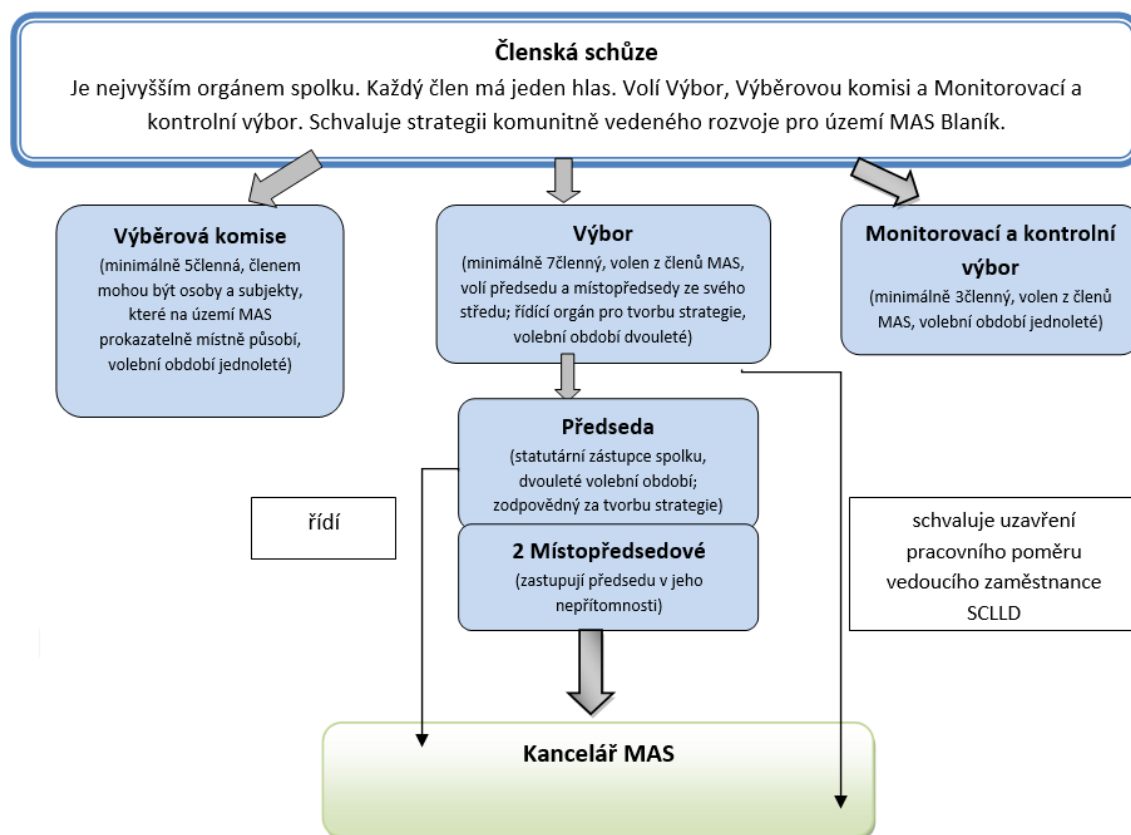 Členská schůze
Je nejvyšším orgánem spolku. Každý člen má jeden hlas. Volí Výbor, Výběrovou komisi a Monitorovací a
kontrolní výbor. Schvaluje strategii komunitně vedeného rozvoje pro území MAS Blaník.
Výběrová komise
(minimálně 5členná, členem
mohou být osoby a subjekty,
které na území MAS
prokazatelně místně působí,
volební období jednoleté)
Výbor
(minimálně 7členný, volen z členů MAS,
volí předsedu a místopředsedy ze svého
středu; řídící orgán pro tvorbu strategie,
volební období dvouleté)
Monitorovací a kontrolní
výbor
(minimálně 3členný, volen z členů
MAS, volební období jednoleté)
Předseda
(statutární zástupce spolku,
dvouleté volební období;
zodpovědný za tvorbu strategie)
řídí
schvaluje uzavření
pracovního poměru
vedoucího zaměstnance
SCLLD
2 Místopředsedové
(zastupují předsedu v jeho
nepřítomnosti)
Kancelář MAS